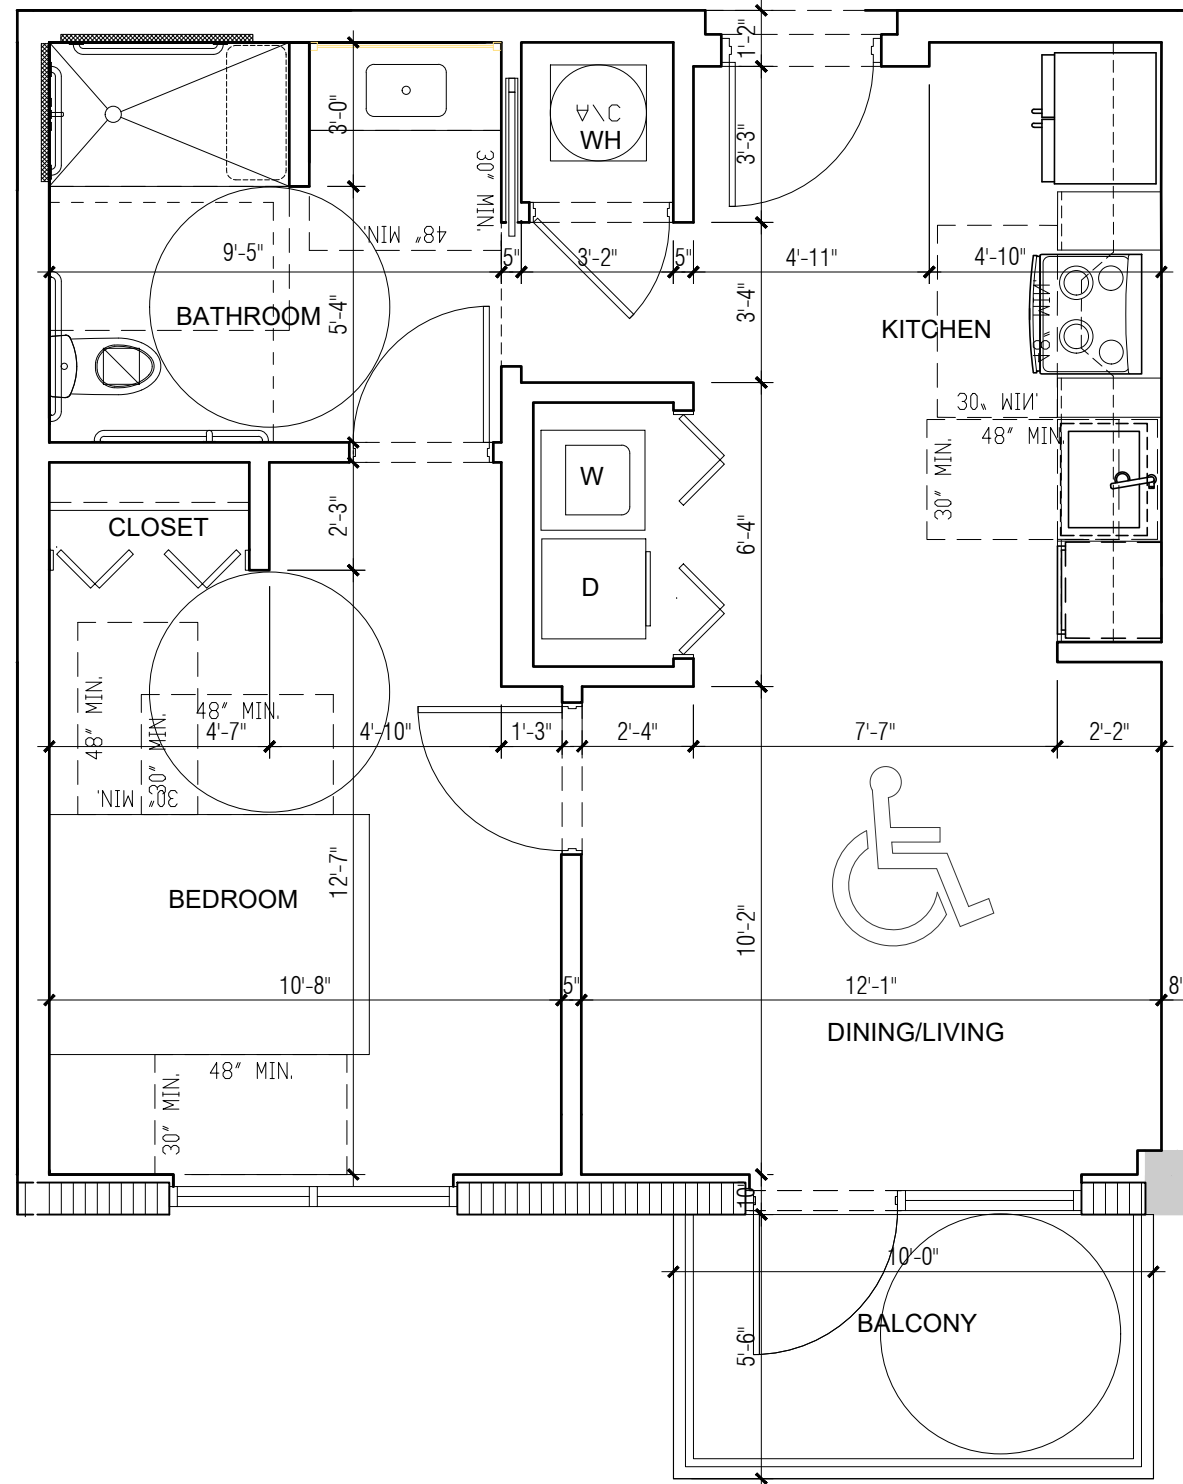 1'-2"
3'-0"
A/C
WH
30" MIN.
3'-3"
48" MIN.
9'-5"
5"
3'-2"
5"
4'-11"
4'-10"
BATHROOM
5'-4"
3'-4"
KITCHEN
48" MIN.
30" MIN.
48" MIN.
30" MIN.
W
CLOSET
2'-3"
6'-4"
D
48" MIN.
48" MIN.
30" MIN.
4'-7"
4'-10"
1'-3"
2'-4"
7'-7"
2'-2"
30" MIN.
12'-7"
BEDROOM
10'-2"
10'-8"
5"
12'-1"
8"
DINING/LIVING
48" MIN.
30" MIN.
10"
10'-0"
BALCONY
5'-6"